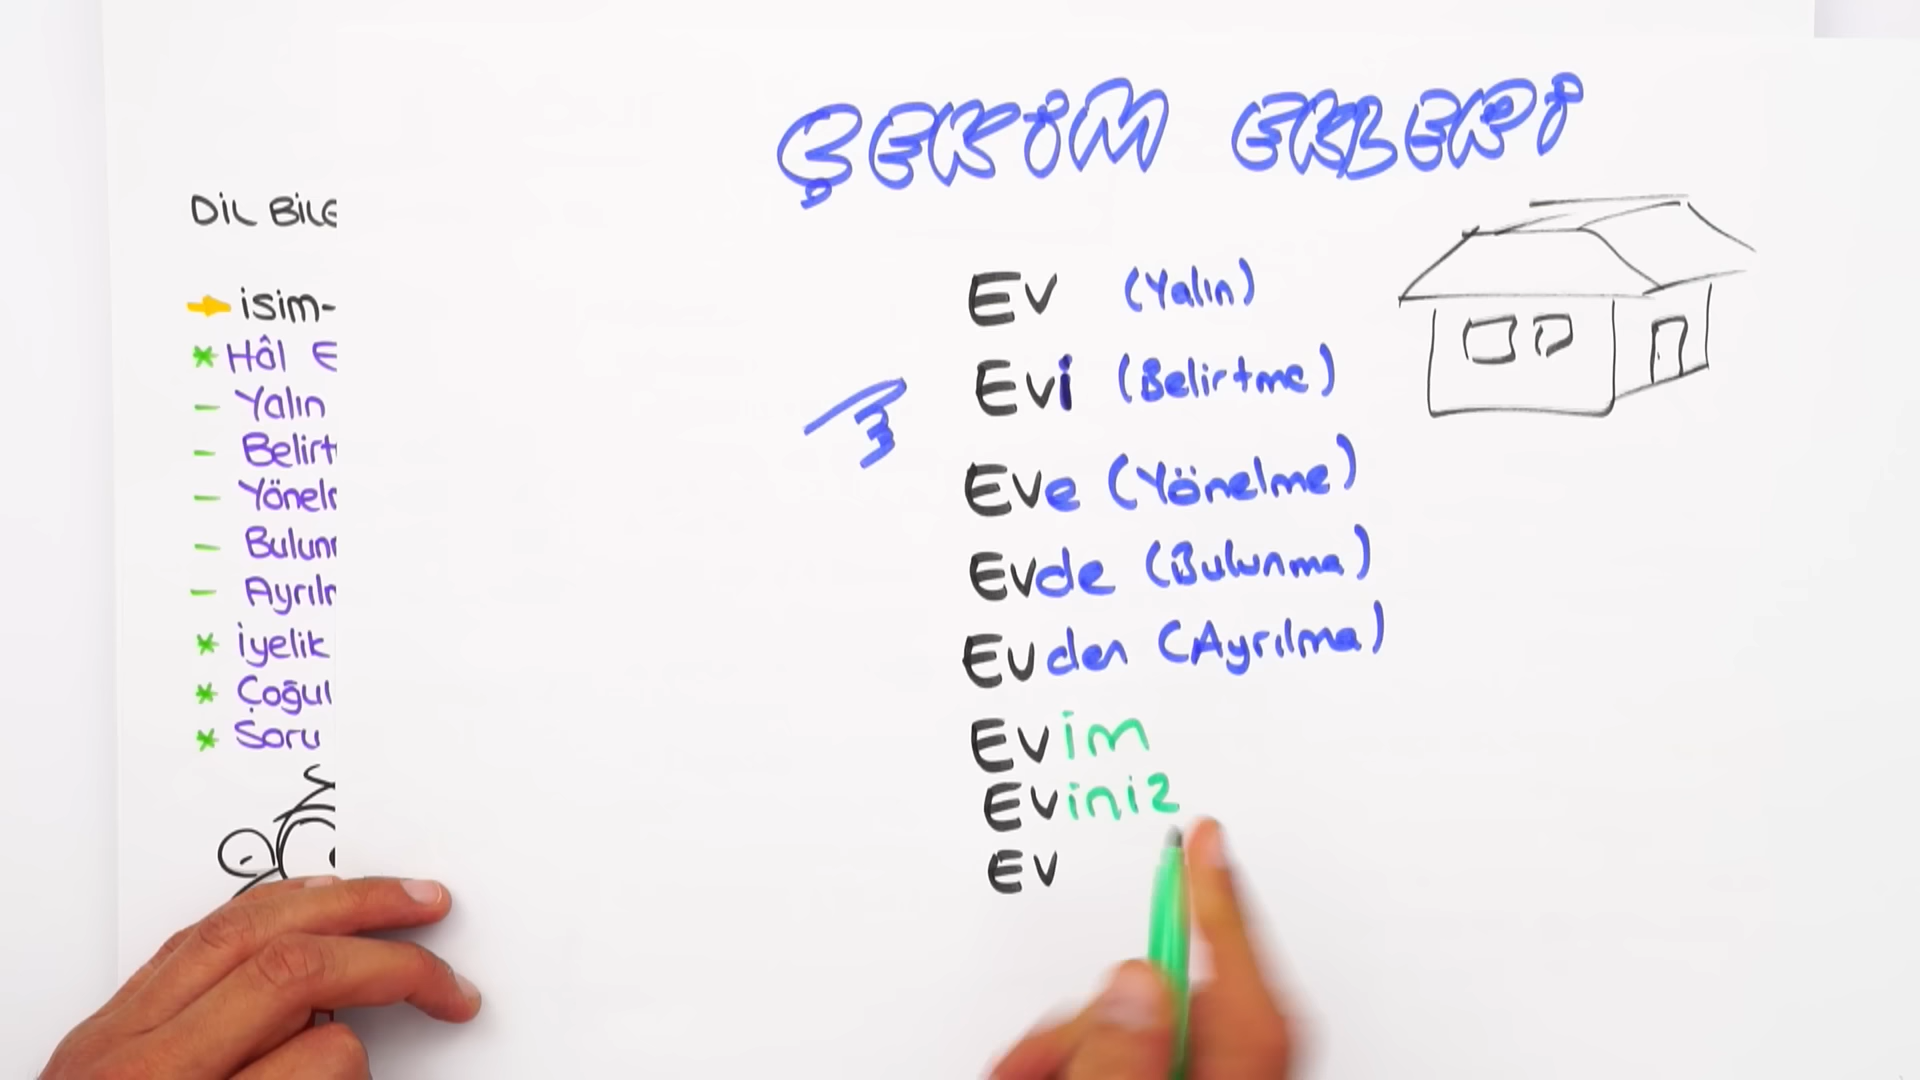 ÇEKİM EKLERİ
DİL BİLG
İsim-
Hâl E
Yalın
Belirt
Yönel
Bulun
Ayrıl
İyelik
Çoğul
Soru
Ev (Yalın)
Evi (Belirtme)
Eve (Yönelme)
Evde (Bulunma)
Evden (Ayrılma)
Evim
Eviniz
Ev